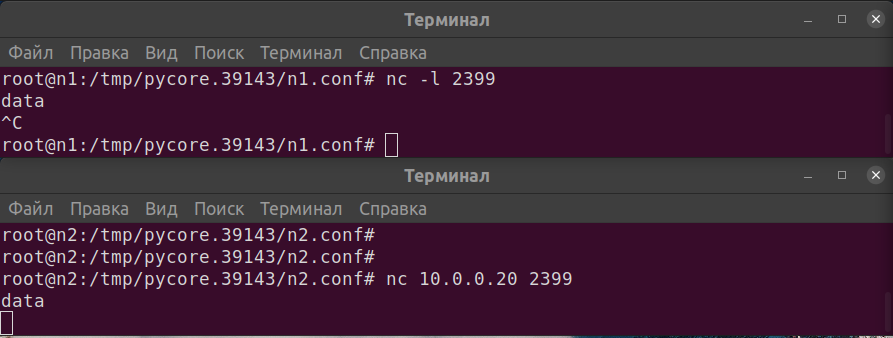 Терминал
Файл Правка Вид Поиск Терминал Справка
root@n1:/tmp/pycore.39143/n1.conf# nc -l 2399
data
^C
root@n1:/tmp/pycore.39143/n1.conf#
Терминал
Файл Правка Вид Поиск Терминал Справка
root@n2:/tmp/pycore.39143/n2.conf#
root@n2:/tmp/pycore.39143/n2.conf#
root@n2:/tmp/pycore.39143/n2.conf# nc 10.0.0.20 2399
data